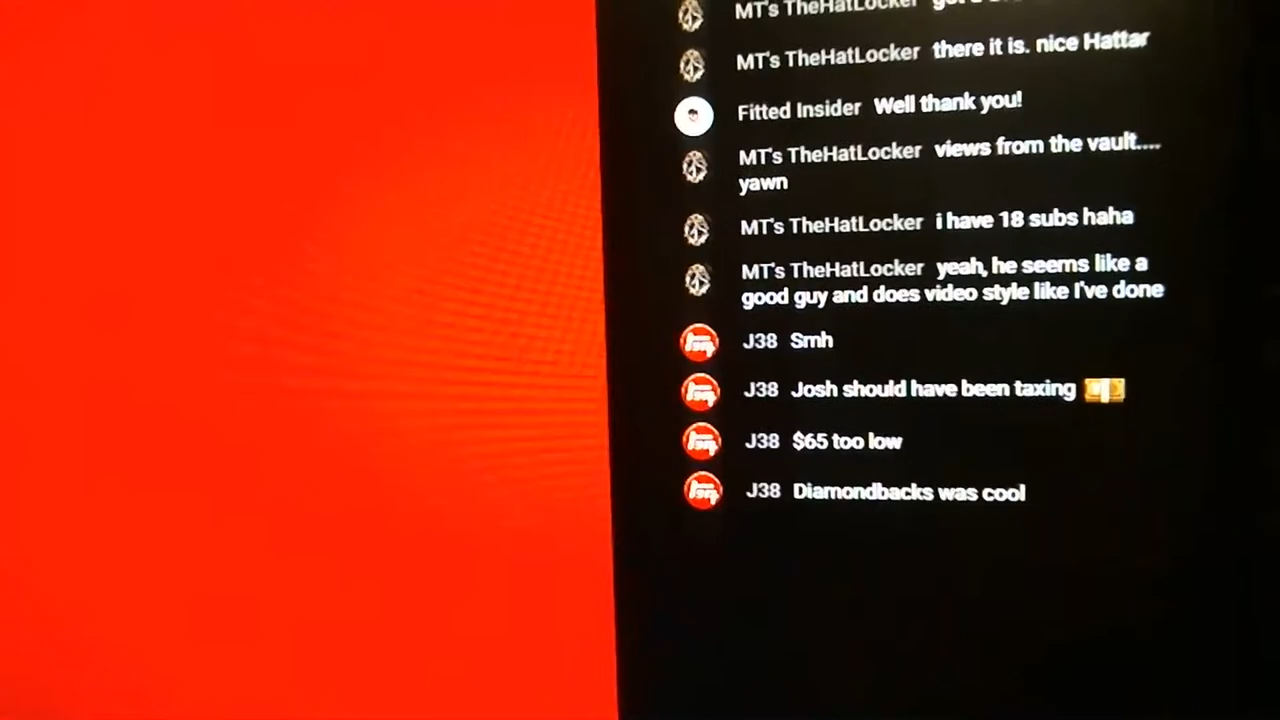 MT's TheHatLocker
MT's TheHatLocker there it is. nice Hattar
Fitted Insider Well thank you!
MT's TheHatLocker views from the vault....
yawn
MT's TheHatLocker i have 18 subs haha
MT's TheHatLocker yeah, he seems like a
good guy and does video style like I've done
J38 Smh
J38 Josh should have been taxing
J38 $65 too low
J38 Diamondbacks was cool